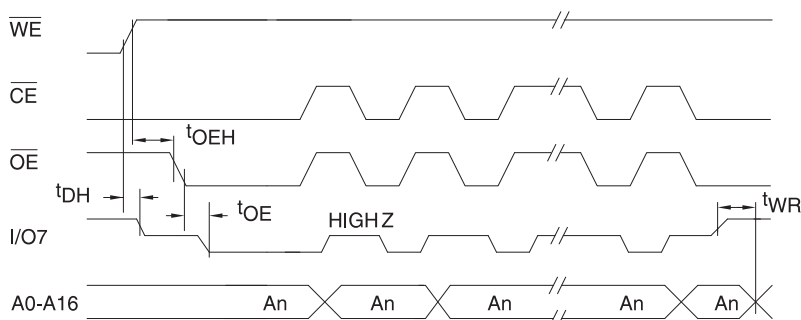 WE
CE
tOEH
OE
tDH
tOE
tWR
HIGH Z
I/O7
A0-A16 An An An An An